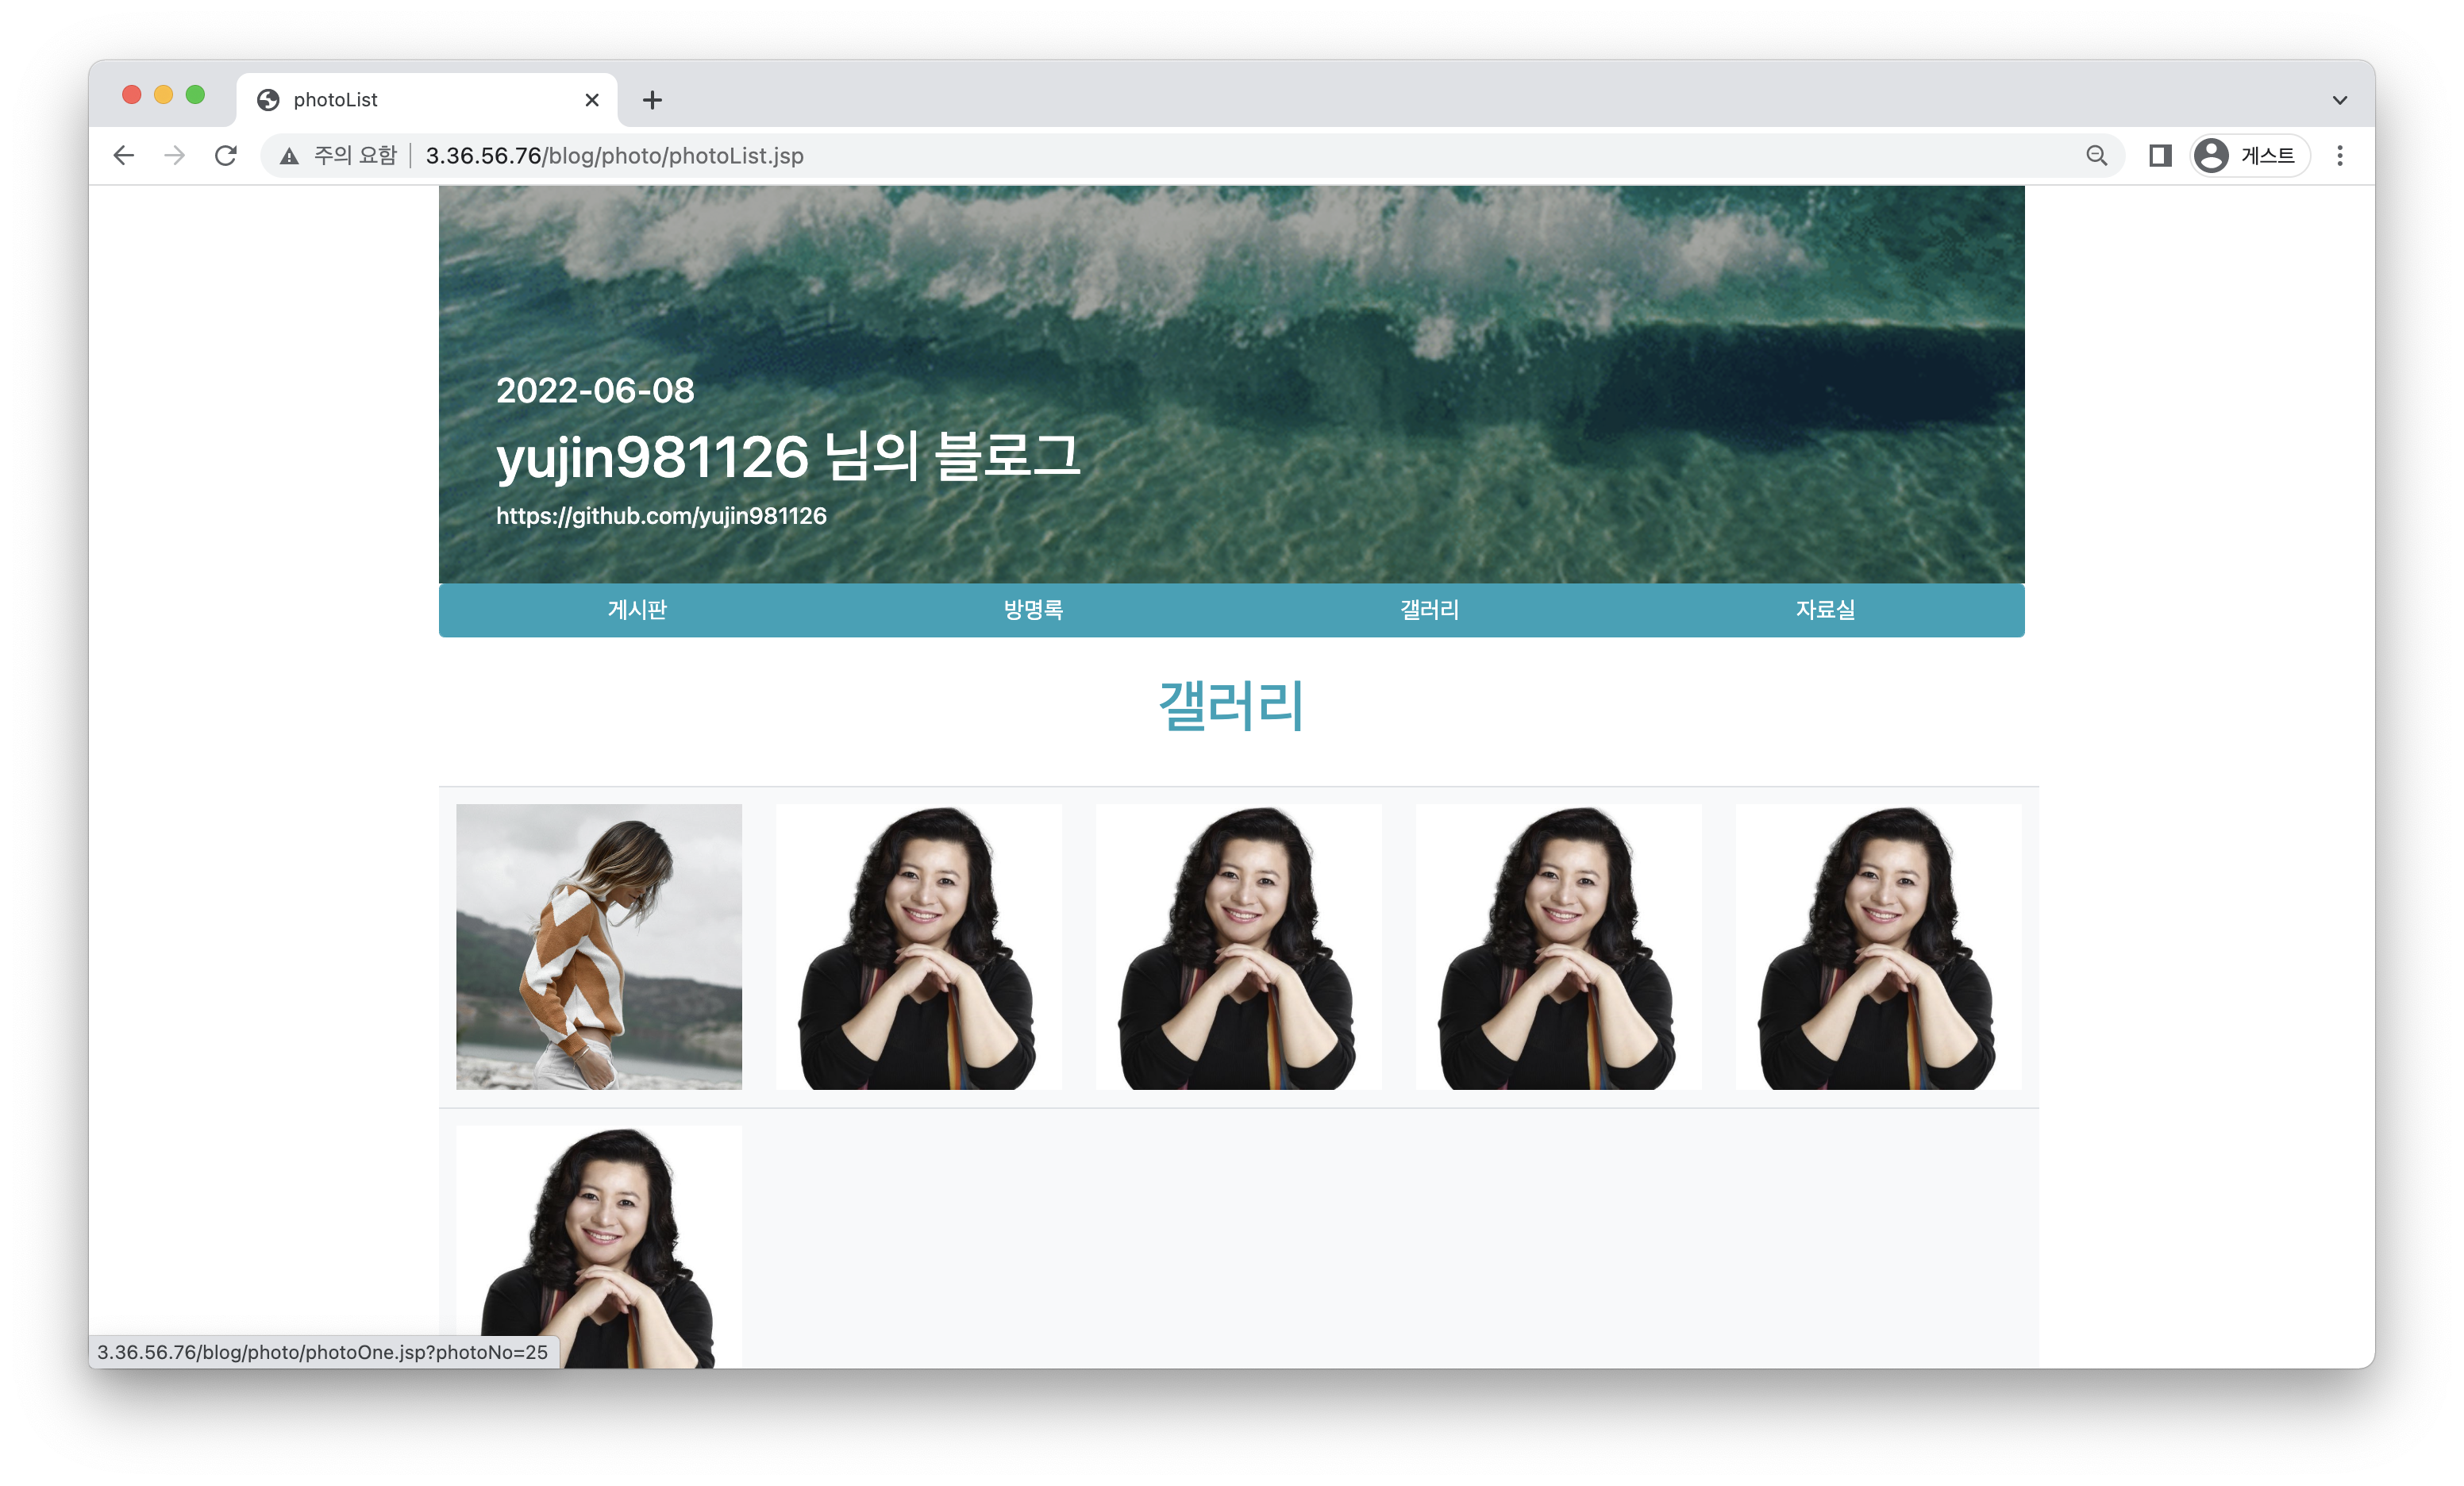 photoList
주의 요함 3.36.56.76/blog/photo/photoList.jsp 게스트
2022-06-08
yujin981126 님의 블로그
https://github.com/yujin981126
게시판 방명록 갤러리 자료실
갤러리
3.36.56.76/blog/photo/photoOne.jsp?photoNo=25